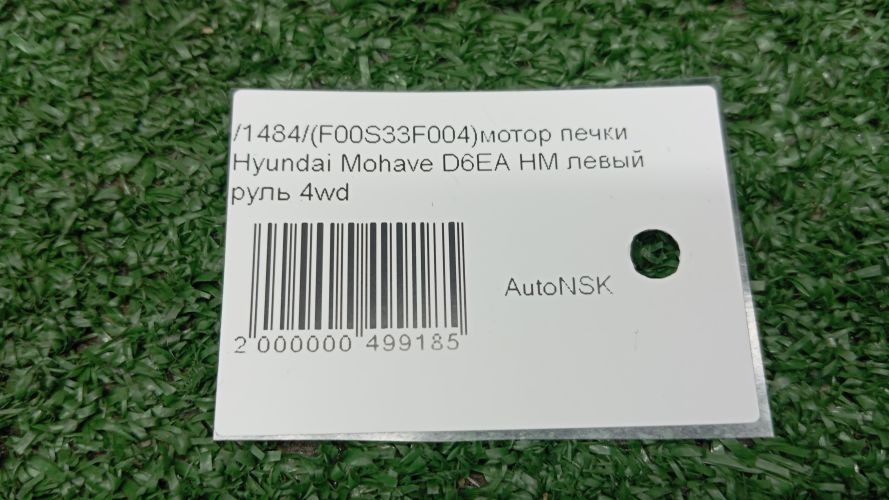 /1484/(F00S33F004)мотор печки
Hyundai Mohave D6EA HM левый
руль 4wd
AutoNSK
2 000000 499185